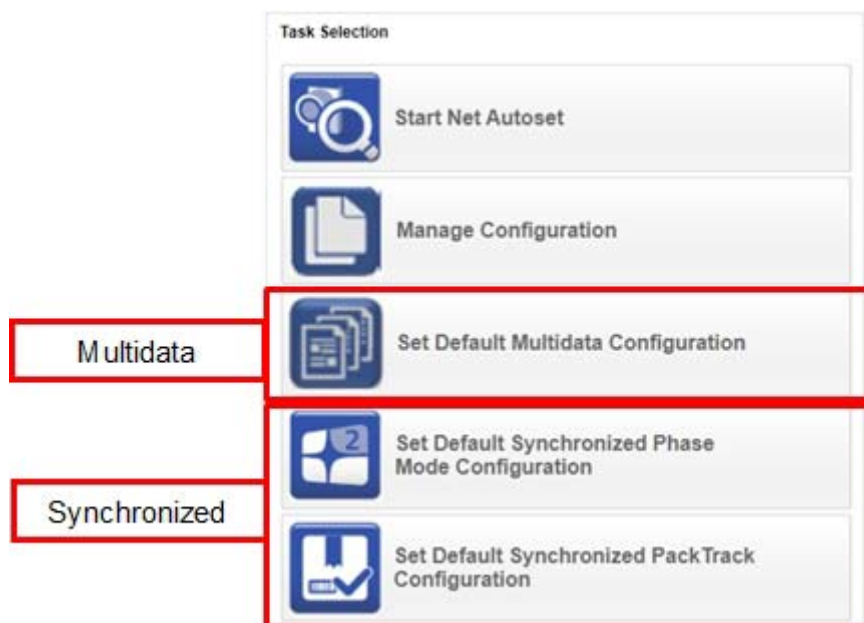 Task Selection
Start Net Autoset
Manage Configuration
Multidata
Set Default Multidata Configuration
Synchronized
Set Default Synchronized Phase
Mode Configuration
Set Default Synchronized PackTrack
Configuration
2